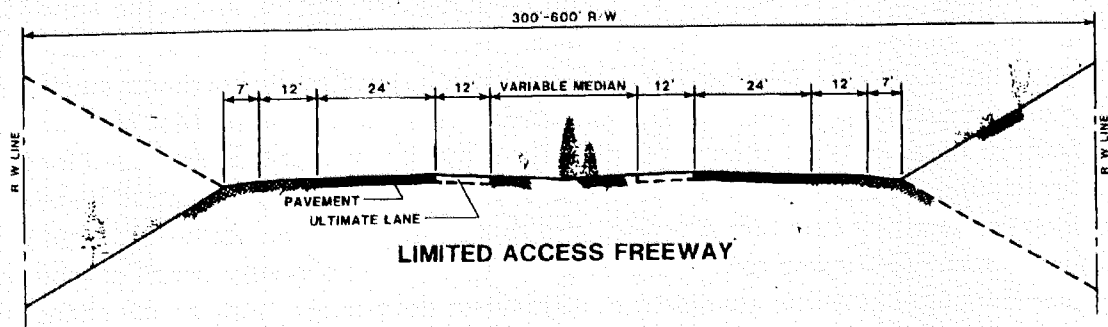 300'-600' R/W
7' 12' 24' 12' VARIABLE MEDIAN 12' 24' 12' 7'
R W LINE
R W LINE
PAVEMENT
ULTIMATE LANE
LIMITED ACCESS FREEWAY